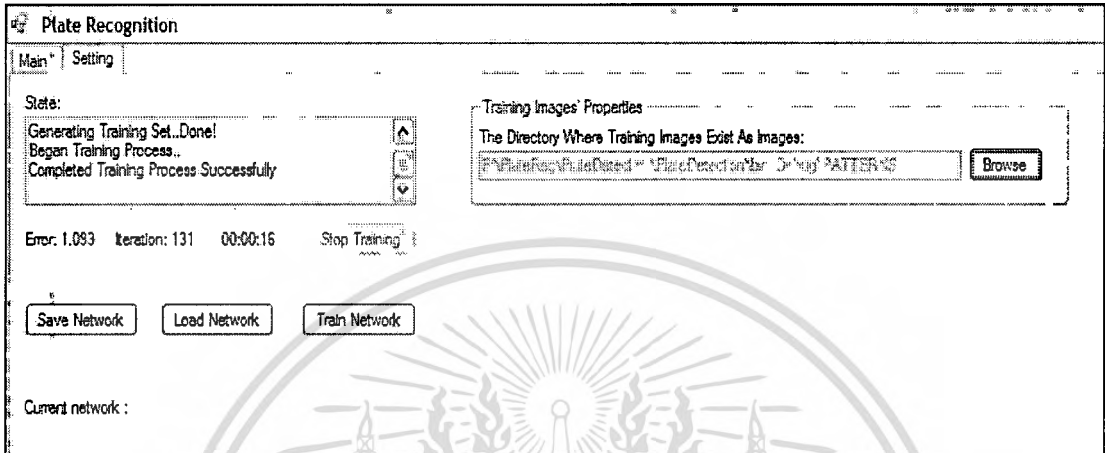 Plate Recognition
Main Setting
State:
Generating Training Set..Done!
Began Training Process..
Completed Training Process Successfully
Error: 1.093 Iteration: 131 00:00:16 Stop Training
Save Network Load Network Train Network
Current network :
Training Images' Properties
The Directory Where Training Images Exist As Images:
Browse